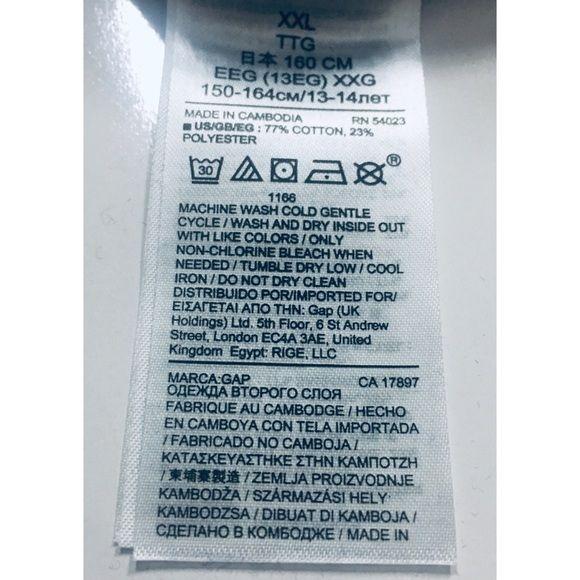 XXL
TTG
日本 160 CM
EEG (13EG) XXG
150-164см/13-14лет
MADE IN CAMBODIA RN 54023
■ US/GB/EG : 77% COTTON, 23%
POLYESTER
30
®
1166
MACHINE WASH COLD GENTLE
CYCLE / WASH AND DRY INSIDE OUT
WITH LIKE COLORS / ONLY
NON-CHLORINE BLEACH WHEN
NEEDED / TUMBLE DRY LOW / COOL
IRON / DO NOT DRY CLEAN
DISTRIBUIDO POR/IMPORTED FOR/
ΕΙΣΑΓΕΤΑΙ ΑΠΟ ΤΗΝ: Gap (UK
Holdings) Ltd. 5th Floor, 6 St Andrew
Street, London EC4A 3AE, United
Kingdom Egypt: RIGE, LLC
MARCA:GAP CA 17897
ОДЕЖДА ВТОРОГО СЛОЯ
FABRIQUE AU CAMBODGE / HECHO
EN CAMBOYA CON TELA IMPORTADA
/ FABRICADO NO CAMBOJA /
ΚΑΤΑΣΚΕΥΑΣΤΗΚΕ ΣΤΗΝ ΚΑΜΠΟΤΖΗ
/ 柬埔寨製造 / ZEMLJA PROIZVODNJE
KAMBODŽA / SZÁRMAZÁSI HELY
KAMBODZSA / DIBUAT DI KAMBOJA /
СДЕЛАНО В КОМБОДЖЕ / MADE IN